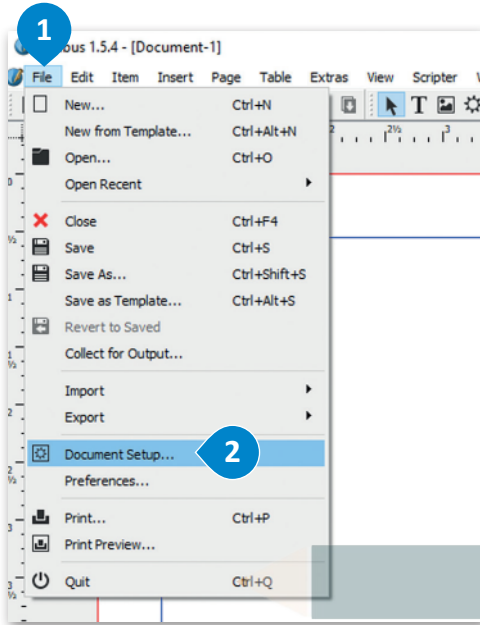 1
bus 1.5.4 - [Document-1]
File Edit Item Insert Page Table Extras View Scripter
New... Ctrl+N
New from Template... Ctrl+Alt+N
Open... Ctrl+O
Open Recent
Close Ctrl+F4
Save Ctrl+S
Save As... Ctrl+Shift+S
Save as Template... Ctrl+Alt+S
Revert to Saved
Collect for Output...
Import
Export
Document Setup... 2
Preferences...
Print... Ctrl+P
Print Preview...
Quit Ctrl+Q